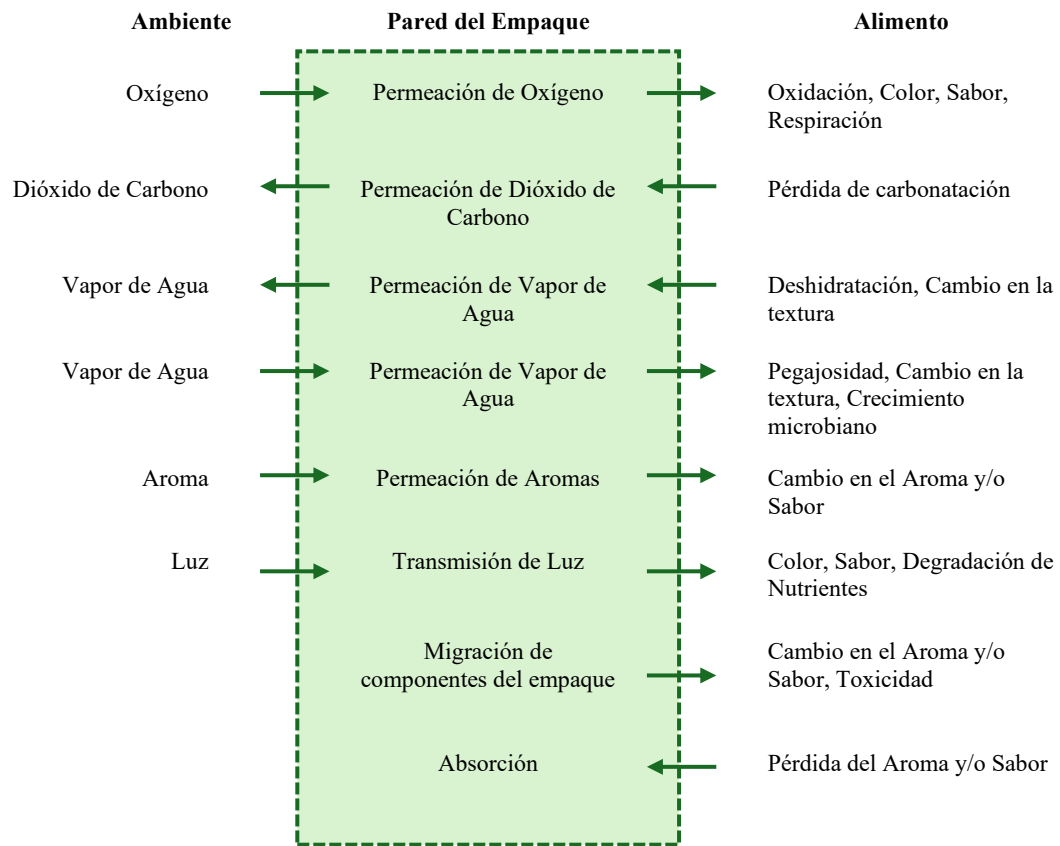 Ambiente Pared del Empaque Alimento
Oxígeno Permeación de Oxígeno Oxidación, Color, Sabor,
Respiración
Dióxido de Carbono Permeación de Dióxido de Pérdida de carbonatación
Carbono
Vapor de Agua Permeación de Vapor de Deshidratación, Cambio en la
Agua textura
Vapor de Agua Permeación de Vapor de Pegajosidad, Cambio en la
Agua textura, Crecimiento
microbiano
Aroma Permeación de Aromas Cambio en el Aroma y/o
Sabor
Luz Transmisión de Luz Color, Sabor, Degradación de
Nutrientes
Migración de Cambio en el Aroma y/o
componentes del empaque Sabor, Toxicidad
Absorción Pérdida del Aroma y/o Sabor